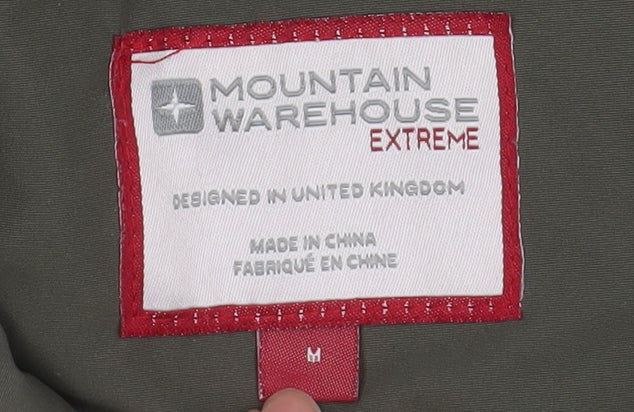 MOUNTAIN
WAREHOUSE
EXTREME
DESIGNED IN UNITED KINGDOM
MADE IN CHINA
FABRIQUÉ EN CHINE
M